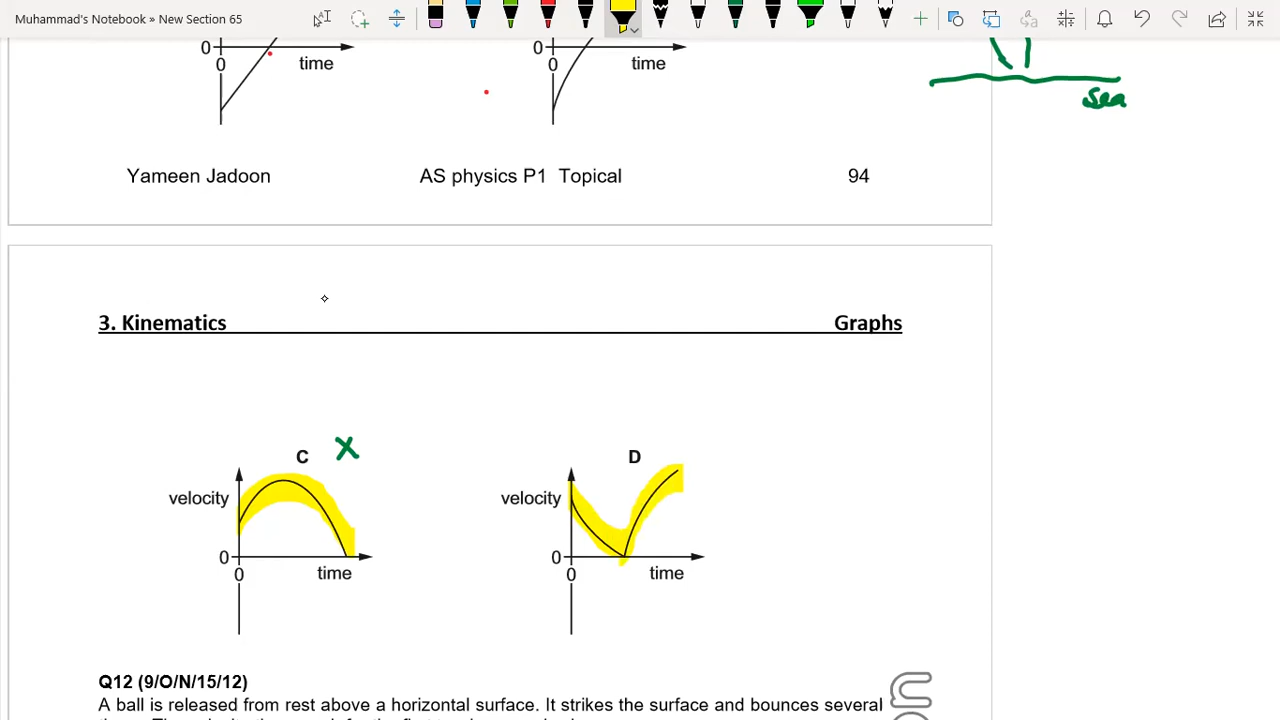 Muhammad's Notebook » New Section 65
0
0
time
0
0
time
sea
Yameen Jadoon AS physics P1 Topical 94
3. Kinematics Graphs
C X
D
velocity
velocity
0
0
0
time
0
time
Q12 (9/O/N/15/12)
A ball is released from rest above a horizontal surface. It strikes the surface and bounces several